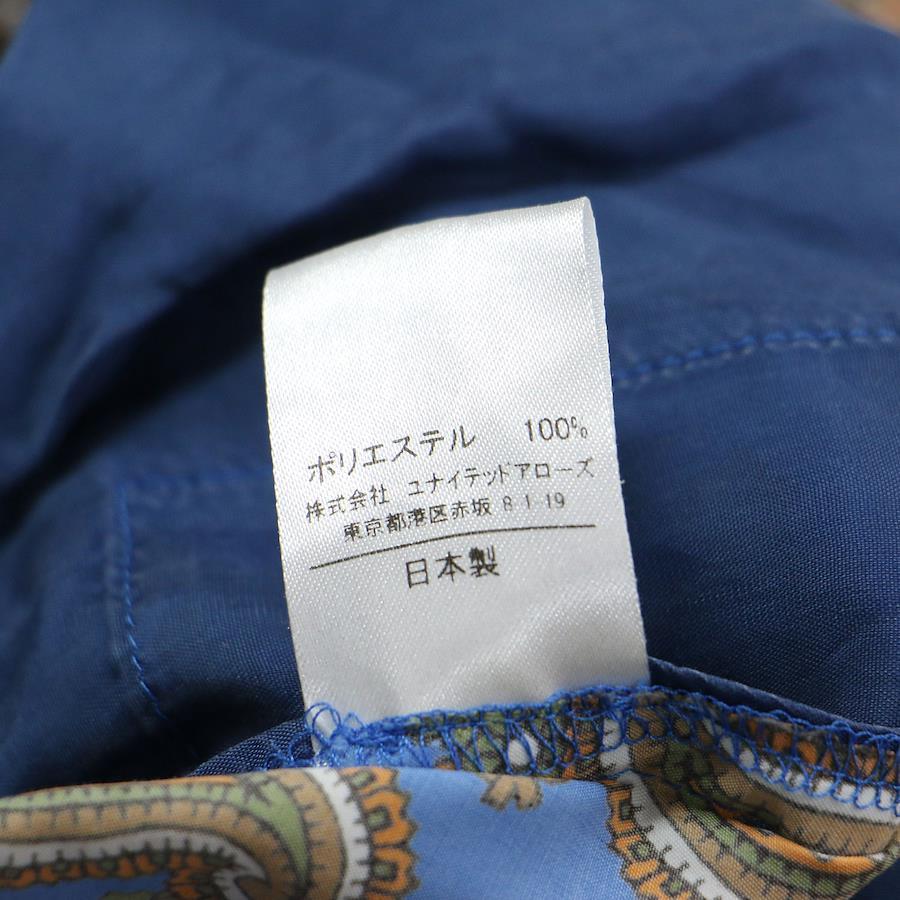 ポリエステル 100%
株式会社 ユナイテッドアローズ
東京都港区赤坂 8-1-19
日本製